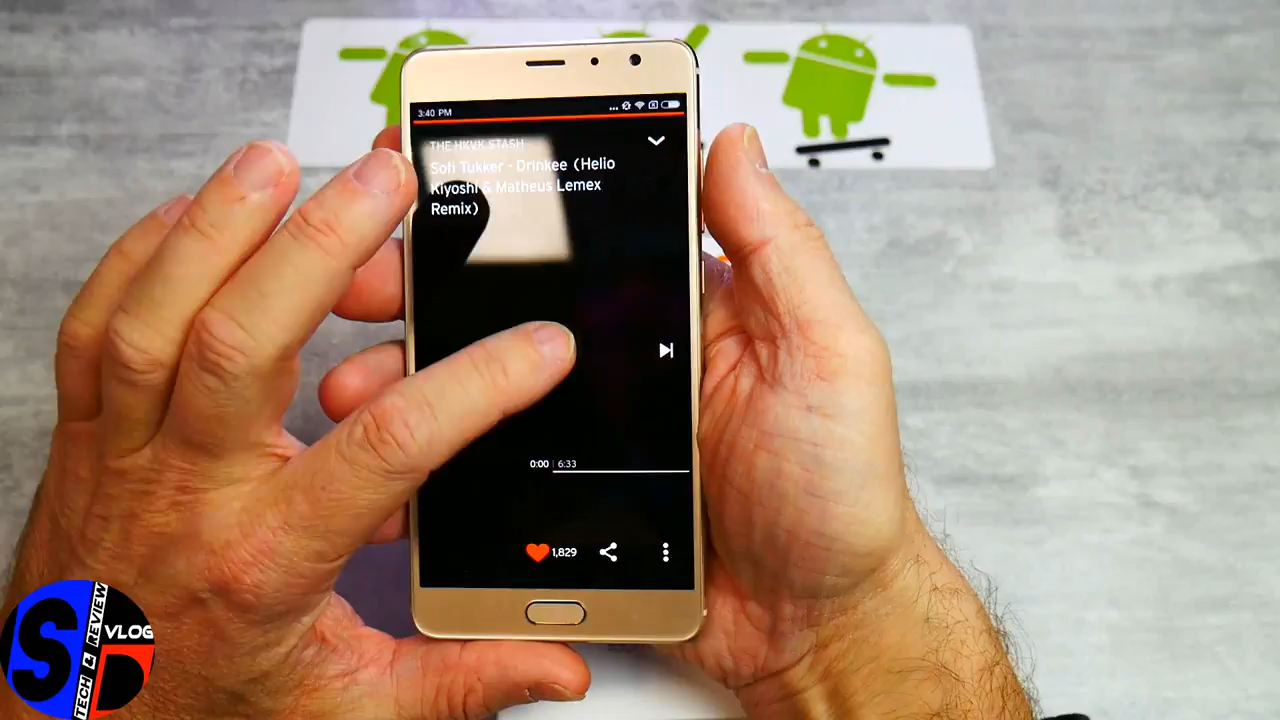 3:40 PM
THE HKVK STASH
Sofi Tukker - Drinkee (Helio
Kiyoshi & Matheus Lemex
Remix)
0:00 | 6:33
1,829
SD
TECH & REVIEW
VLOG